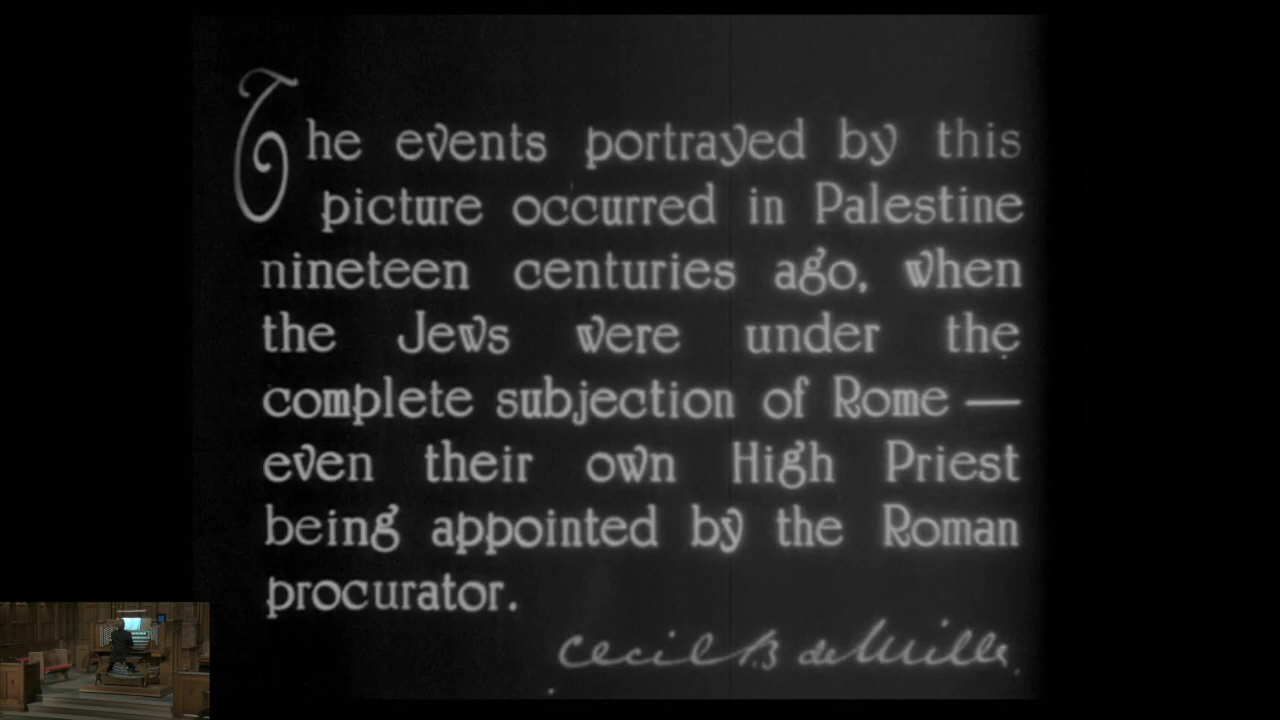 The events portrayed by this
picture occurred in Palestine
nineteen centuries ago, when
the Jews were under the
complete subjection of Rome —
even their own High Priest
being appointed by the Roman
procurator.
Cecil B. deMille